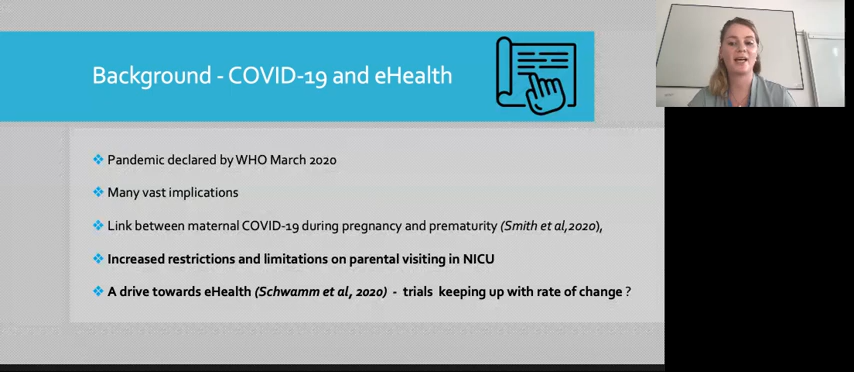 Background - COVID-19 and eHealth
Pandemic declared by WHO March 2020
Many vast implications
Link between maternal COVID-19 during pregnancy and prematurity (Smith et al,2020),
Increased restrictions and limitations on parental visiting in NICU
A drive towards eHealth (Schwamm et al, 2020) - trials keeping up with rate of change ?